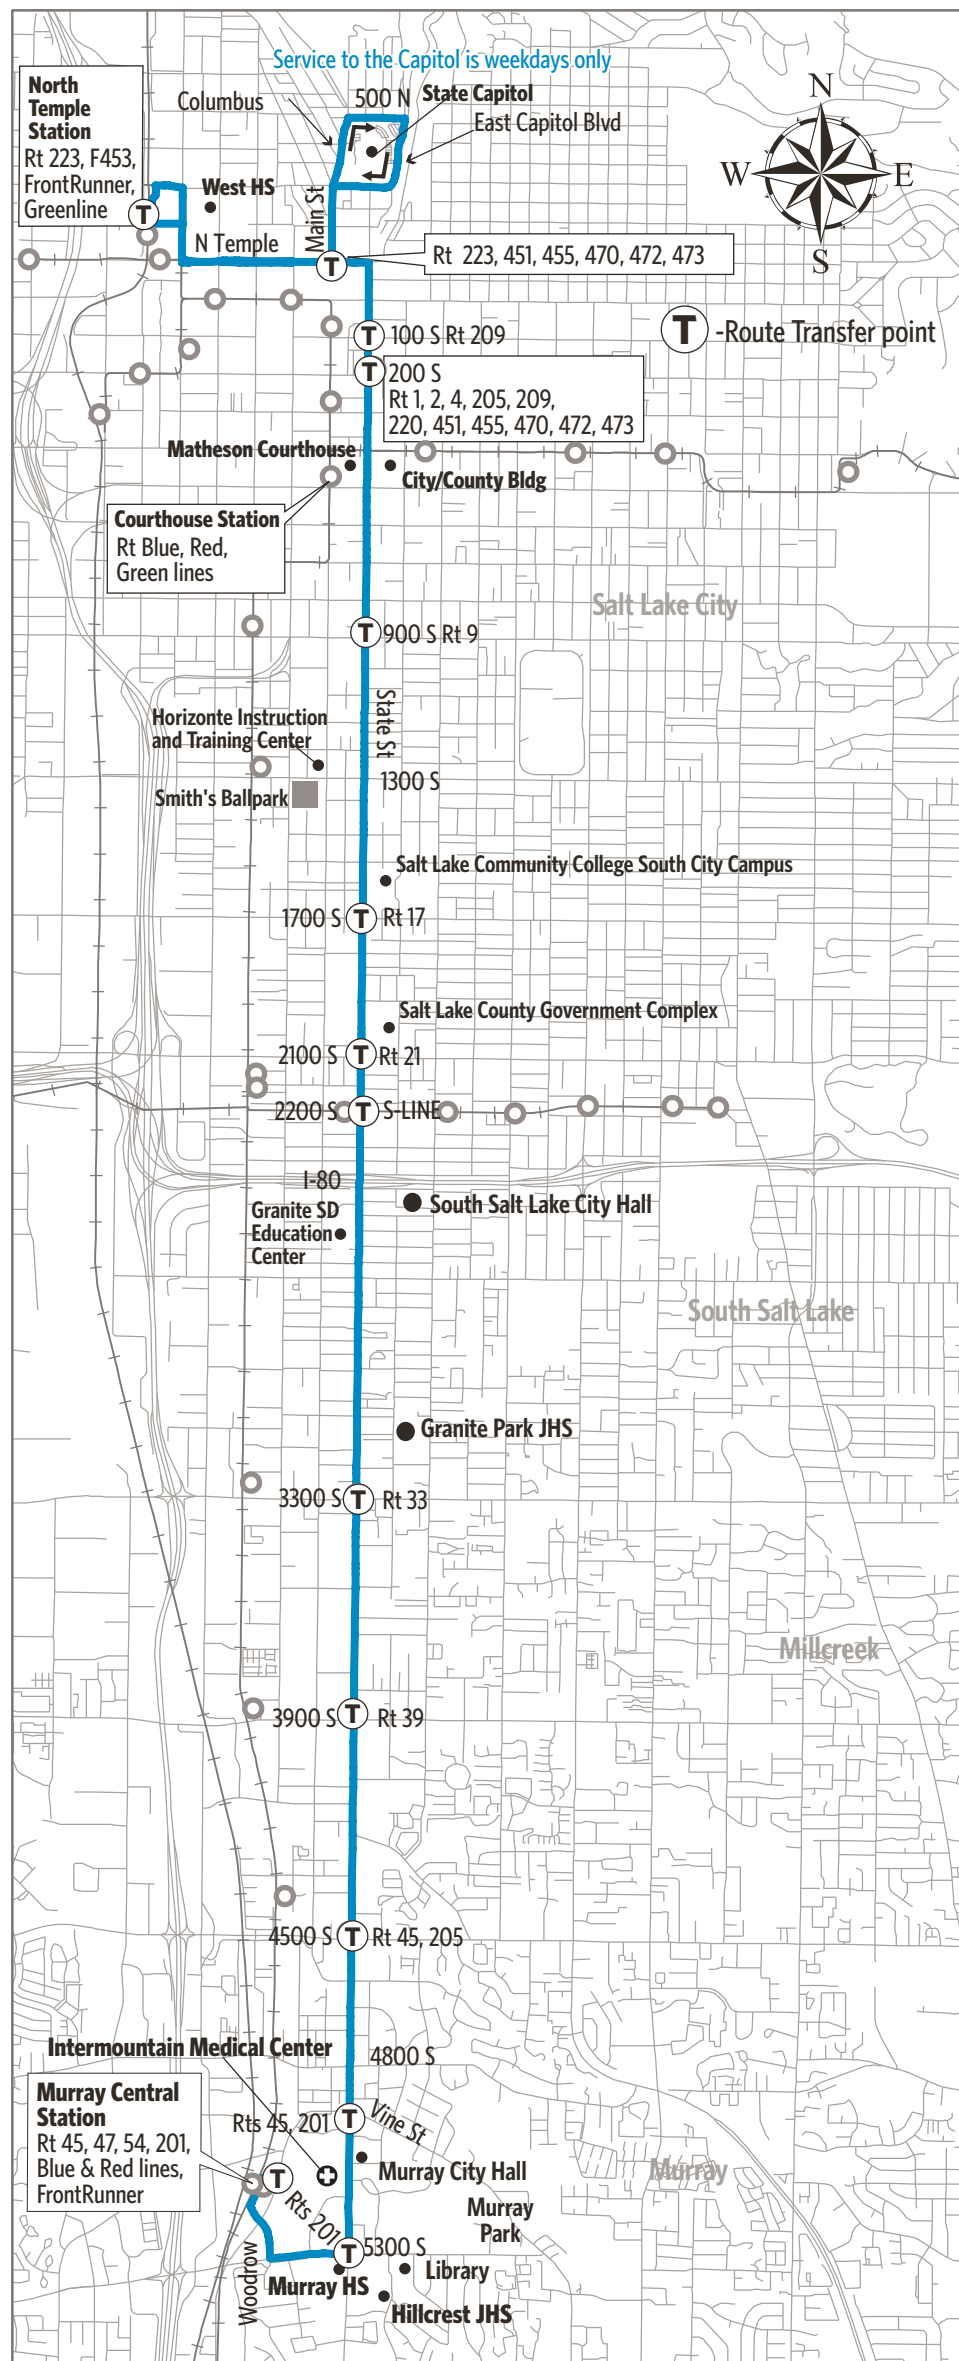 Service to the Capitol is weekdays only
North
Temple
Station
Rt 223, F453,
FrontRunner,
Greenline
Columbus
500 N
State Capitol
East Capitol Blvd
N
W
E
S
West HS
Main St
N Temple
T
T
Rt 223, 451, 455, 470, 472, 473
T
100 S Rt 209
T
-Route Transfer point
T
200 S
Rt 1, 2, 4, 205, 209,
220, 451, 455, 470, 472, 473
Matheson Courthouse
City/County Bldg
Courthouse Station
Rt Blue, Red,
Green lines
Salt Lake City
T
900 S Rt 9
State St
Horizonte Instruction
and Training Center
1300 S
Smith's Ballpark
Salt Lake Community College South City Campus
1700 S
T
Rt 17
Salt Lake County Government Complex
2100 S
T
Rt 21
2200 S
T
S-LINE
I-80
South Salt Lake City Hall
Granite SD
Education
Center
South Salt Lake
Granite Park JHS
3300 S
T
Rt 33
Millcreek
3900 S
T
Rt 39
4500 S
T
Rt 45, 205
Intermountain Medical Center
4800 S
Murray Central
Station
Rt 45, 47, 54, 201,
Blue & Red lines,
FrontRunner
Rts 45, 201
T
Vine St
Murray City Hall
Murray
T
Rts 201
Murray
Park
T
5300 S
Woodrow
Murray HS
Library
Hillcrest JHS